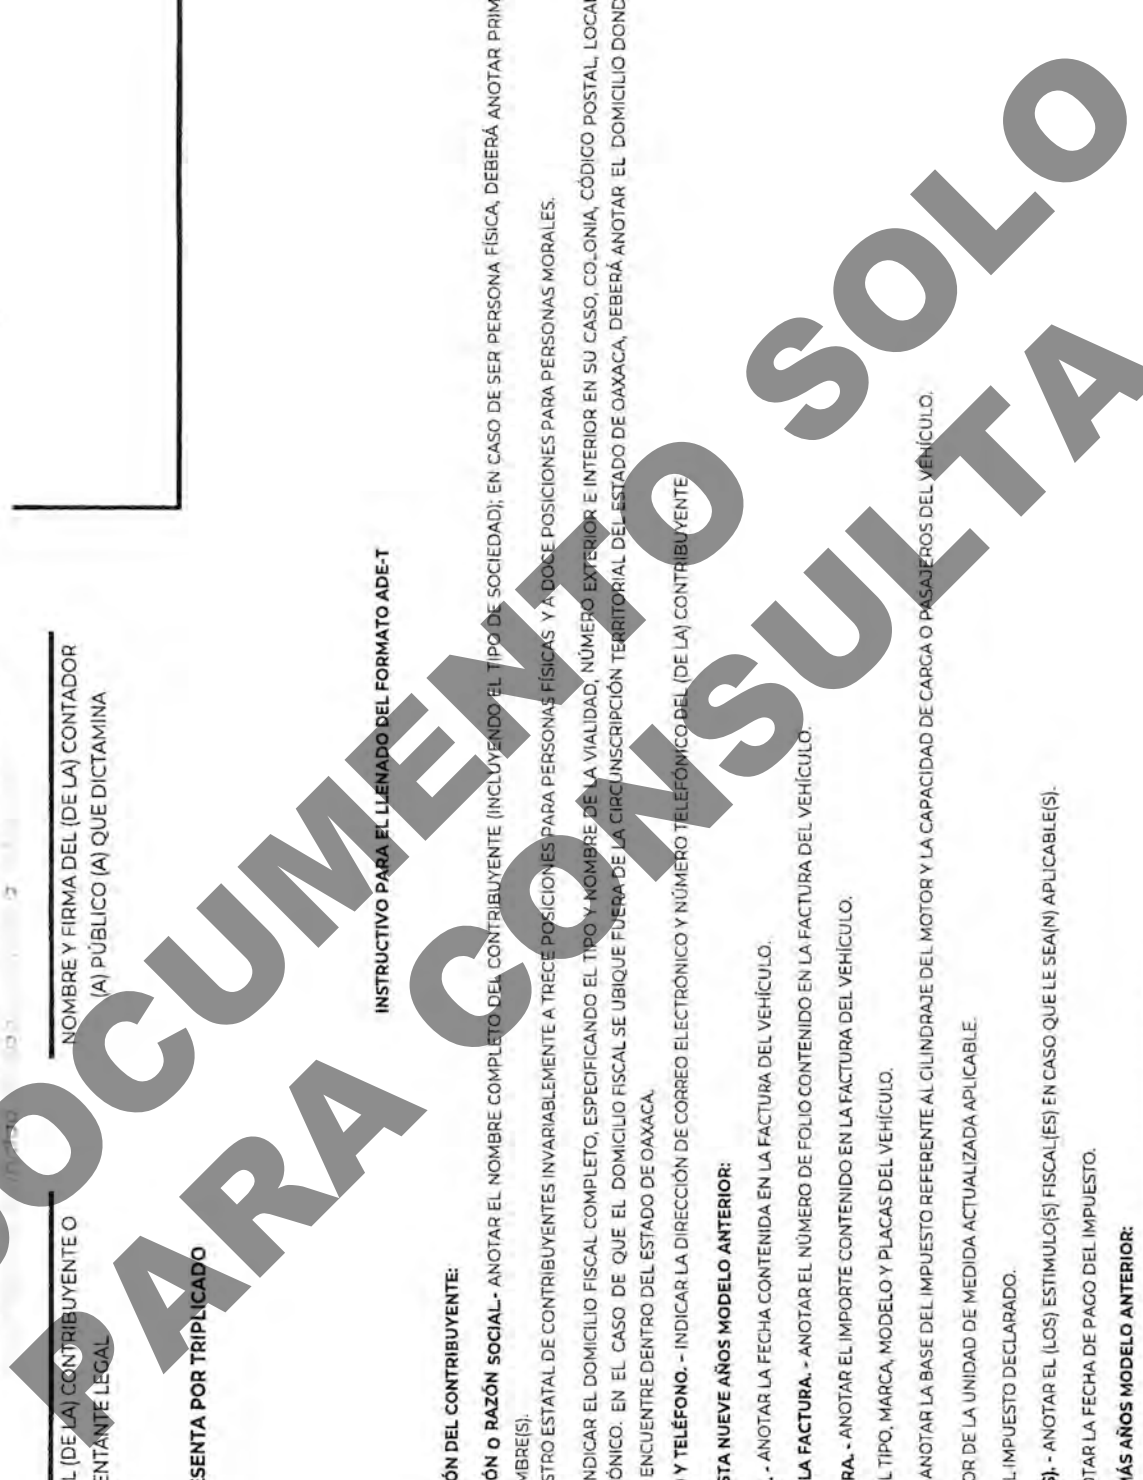 L (DE LA) CONTRIBUYENTE O
ENTANTE LEGAL
NOMBRE Y FIRMA DEL (DE LA) CONTADOR
(A) PÚBLICO (A) QUE DICTAMINA
SENTA POR TRIPLICADO
INSTRUCTIVO PARA EL LLENADO DEL FORMATO ADE-T
ÓN DEL CONTRIBUYENTE:
ÓN O RAZÓN SOCIAL.- ANOTAR EL NOMBRE COMPLETO DEL CONTRIBUYENTE (INCLUYENDO EL TIPO DE SOCIEDAD); EN CASO DE SER PERSONA FÍSICA, DEBERÁ ANOTAR PRIM
MBRE(S).
STRO ESTATAL DE CONTRIBUYENTES INVARIABLEMENTE A TRECE POSICIONES PARA PERSONAS FÍSICAS Y A DOCE POSICIONES PARA PERSONAS MORALES.
NDICAR EL DOMICILIO FISCAL COMPLETO, ESPECIFICANDO EL TIPO Y NOMBRE DE LA VIALIDAD, NÚMERO EXTERIOR E INTERIOR EN SU CASO, COLONIA, CÓDIGO POSTAL, LOCAL
ÓNICO. EN EL CASO DE QUE EL DOMICILIO FISCAL SE UBIQUE FUERA DE LA CIRCUNSCRIPCIÓN TERRITORIAL DEL ESTADO DE OAXACA, DEBERÁ ANOTAR EL DOMICILIO DOND
ENCUENTRE DENTRO DEL ESTADO DE OAXACA.
Y TELÉFONO. - INDICAR LA DIRECCIÓN DE CORREO ELECTRÓNICO Y NÚMERO TELEFÓNICO DEL (DE LA) CONTRIBUYENTE
STA NUEVE AÑOS MODELO ANTERIOR:
. - ANOTAR LA FECHA CONTENIDA EN LA FACTURA DEL VEHÍCULO.
LA FACTURA. - ANOTAR EL NÚMERO DE FOLIO CONTENIDO EN LA FACTURA DEL VEHÍCULO.
RA. - ANOTAR EL IMPORTE CONTENIDO EN LA FACTURA DEL VEHÍCULO.
L TIPO, MARCA, MODELO Y PLACAS DEL VEHÍCULO.
ANOTAR LA BASE DEL IMPUESTO REFERENTE AL CILINDRAJE DEL MOTOR Y LA CAPACIDAD DE CARGA O PASAJEROS DEL VEHÍCULO.
OR DE LA UNIDAD DE MEDIDA ACTUALIZADA APLICABLE.
L IMPUESTO DECLARADO.
). - ANOTAR EL (LOS) ESTIMULO(S) FISCAL(ES) EN CASO QUE LE SEA(N) APLICABLE(S).
OTAR LA FECHA DE PAGO DEL IMPUESTO.
MÁS AÑOS MODELO ANTERIOR:
OCUMENTO SOLO
PARA CONSULTA